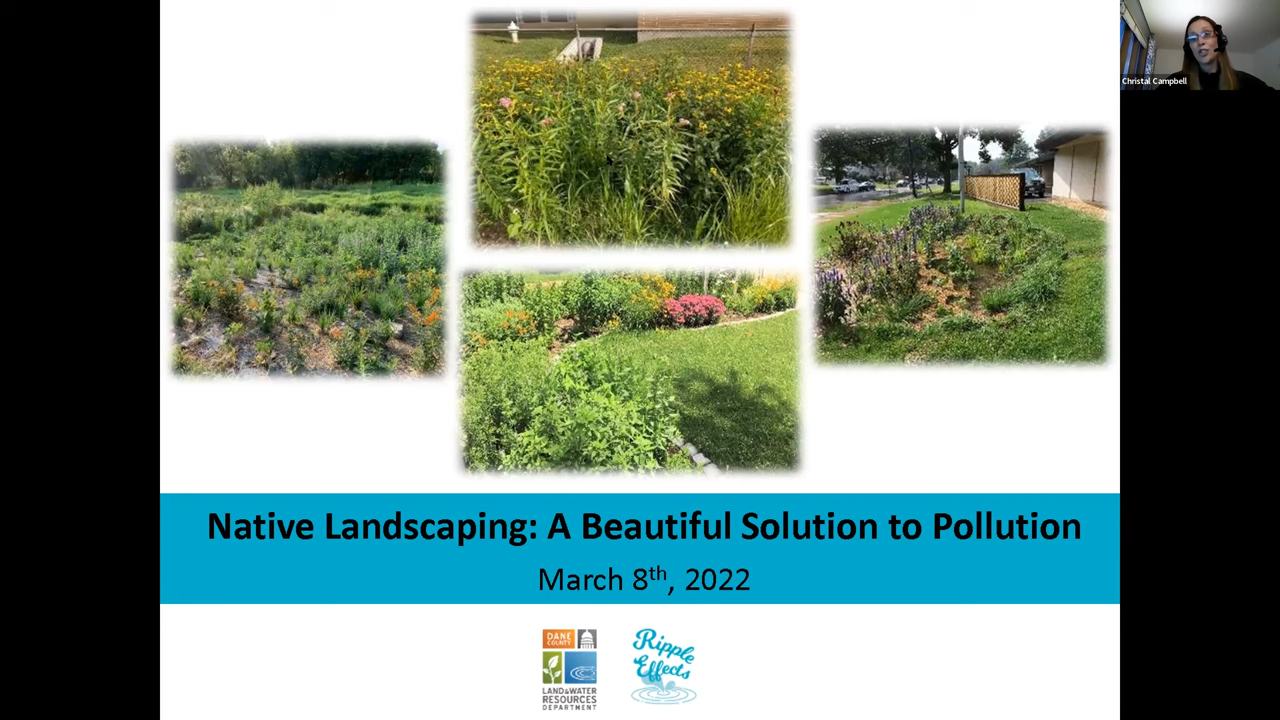 Christal Campbell
Native Landscaping: A Beautiful Solution to Pollution
March 8th, 2022
DANE
COUNTY
LAND & WATER
RESOURCES
DEPARTMENT
Ripple
Effects